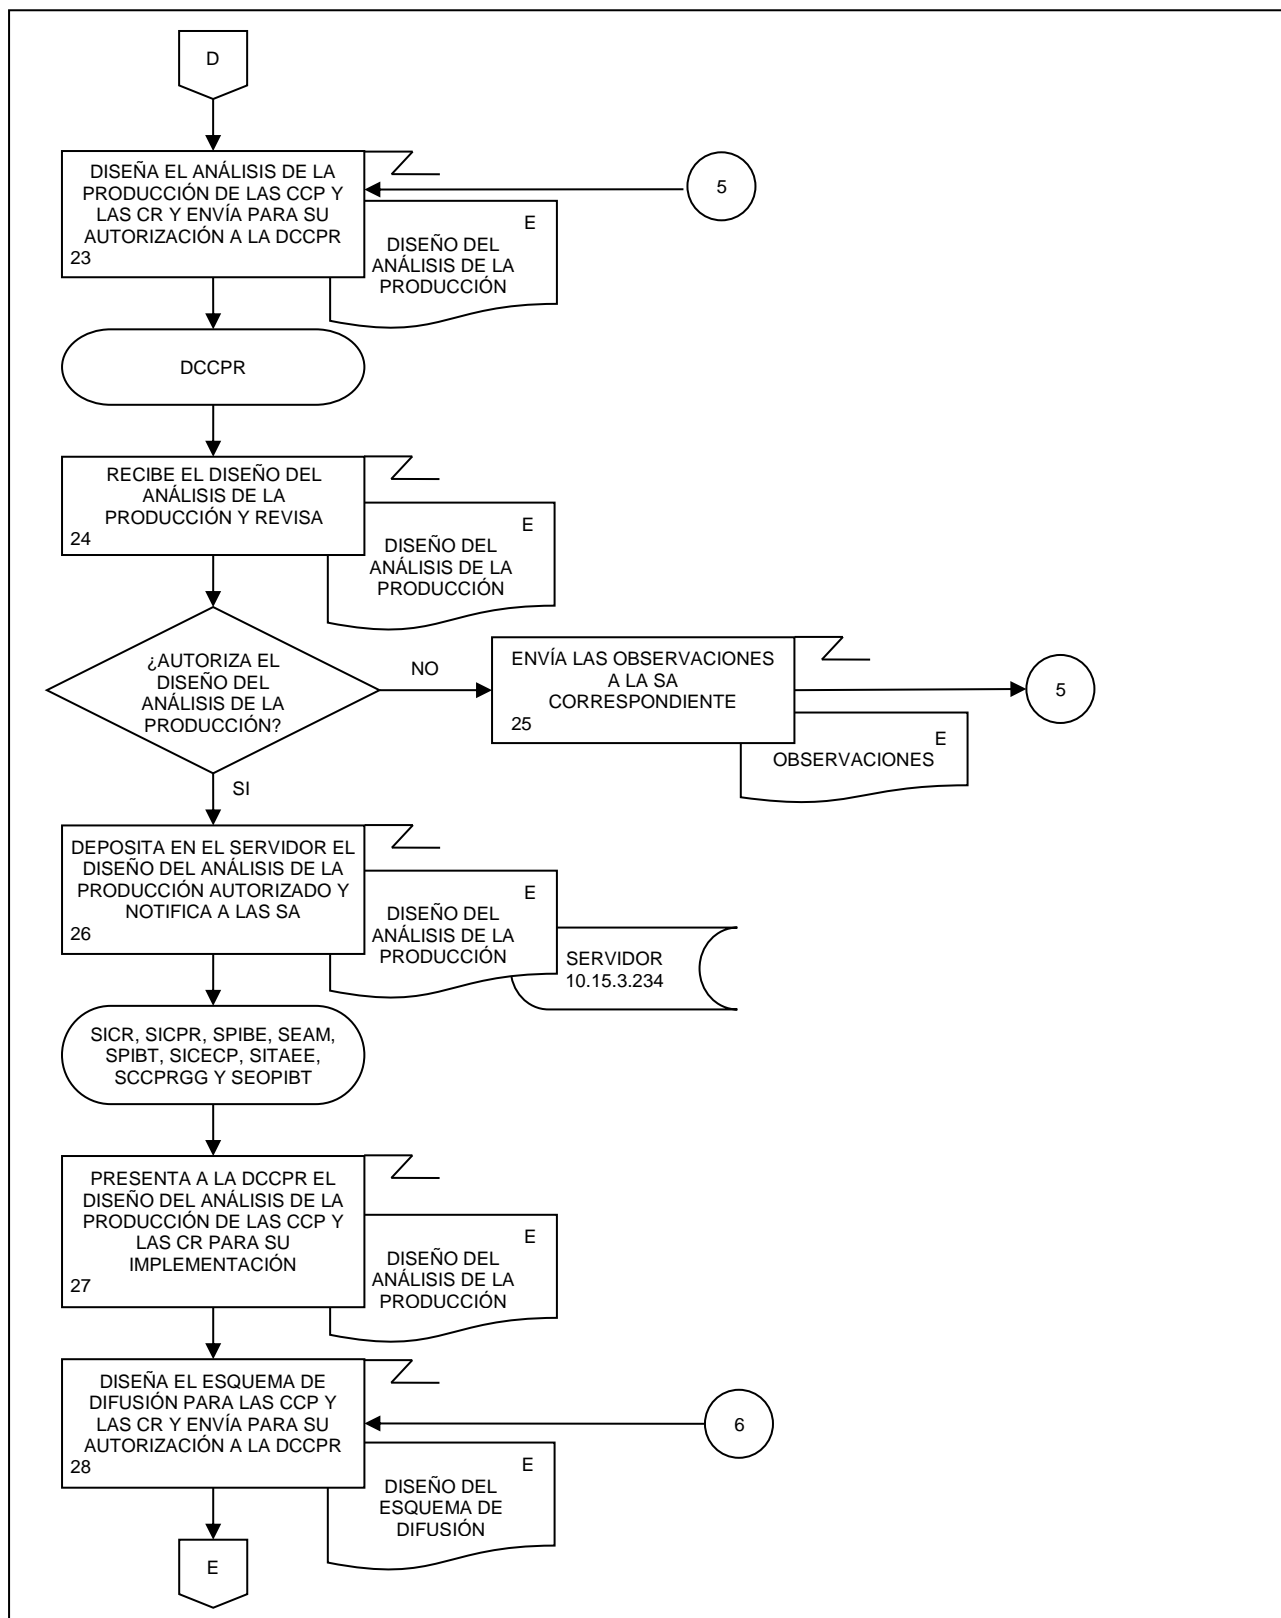 D
DISEÑA EL ANÁLISIS DE LA
PRODUCCIÓN DE LAS CCP Y
LAS CR Y ENVÍA PARA SU
AUTORIZACIÓN A LA DCCPR
23
5
E
DISEÑO DEL
ANÁLISIS DE LA
PRODUCCIÓN
DCCPR
RECIBE EL DISEÑO DEL
ANÁLISIS DE LA
PRODUCCIÓN Y REVISA
24
E
DISEÑO DEL
ANÁLISIS DE LA
PRODUCCIÓN
¿AUTORIZA EL
DISEÑO DEL
ANÁLISIS DE LA
PRODUCCIÓN?
NO
ENVÍA LAS OBSERVACIONES
A LA SA
CORRESPONDIENTE
25
5
E
OBSERVACIONES
SI
DEPOSITA EN EL SERVIDOR EL
DISEÑO DEL ANÁLISIS DE LA
PRODUCCIÓN AUTORIZADO Y
NOTIFICA A LAS SA
26
E
DISEÑO DEL
ANÁLISIS DE LA
PRODUCCIÓN
SERVIDOR
10.15.3.234
SICR, SICPR, SPIBE, SEAM,
SPIBT, SICECP, SITAEE,
SCCPRGG Y SEOPIBT
PRESENTA A LA DCCPR EL
DISEÑO DEL ANÁLISIS DE LA
PRODUCCIÓN DE LAS CCP Y
LAS CR PARA SU
IMPLEMENTACIÓN
27
E
DISEÑO DEL
ANÁLISIS DE LA
PRODUCCIÓN
DISEÑA EL ESQUEMA DE
DIFUSIÓN PARA LAS CCP Y
LAS CR Y ENVÍA PARA SU
AUTORIZACIÓN A LA DCCPR
28
6
E
DISEÑO DEL
ESQUEMA DE
DIFUSIÓN
E